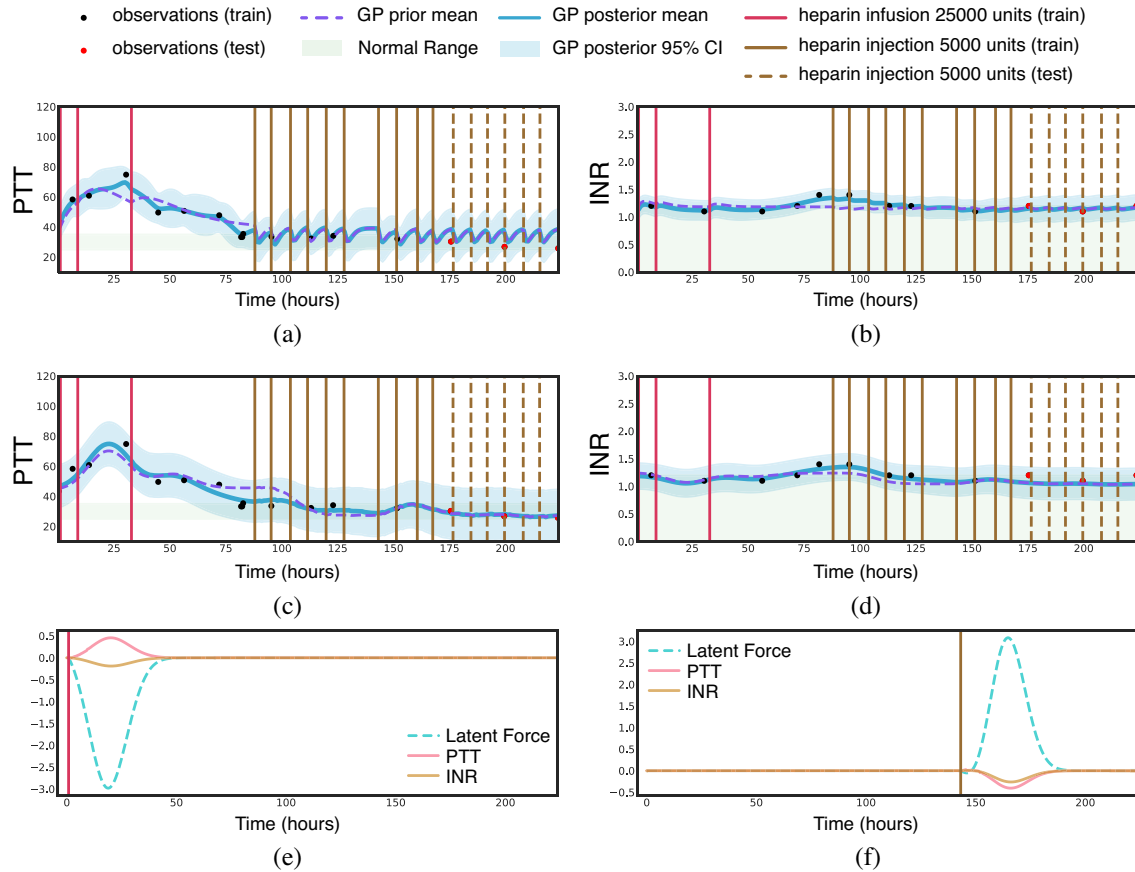 observations (train)
GP prior mean
GP posterior mean
heparin infusion 25000 units (train)
observations (test)
Normal Range
GP posterior 95% CI
heparin injection 5000 units (train)
heparin injection 5000 units (test)
120
100
80
60
40
20
PTT
25 50 75 100 125 150 175 200
Time (hours)
(a)
3.0
2.5
2.0
1.5
1.0
0.5
0.0
INR
25 50 75 100 125 150 175 200
Time (hours)
(b)
120
100
80
60
40
20
PTT
25 50 75 100 125 150 175 200
Time (hours)
(c)
3.0
2.5
2.0
1.5
1.0
0.5
0.0
INR
25 50 75 100 125 150 175 200
Time (hours)
(d)
0.5
0.0
-0.5
-1.0
-1.5
-2.0
-2.5
-3.0
Latent Force
PTT
INR
0 50 100 150 200
Time (hours)
(e)
3.0
2.5
2.0
1.5
1.0
0.5
0.0
-0.5
Latent Force
PTT
INR
0 50 100 150 200
Time (hours)
(f)